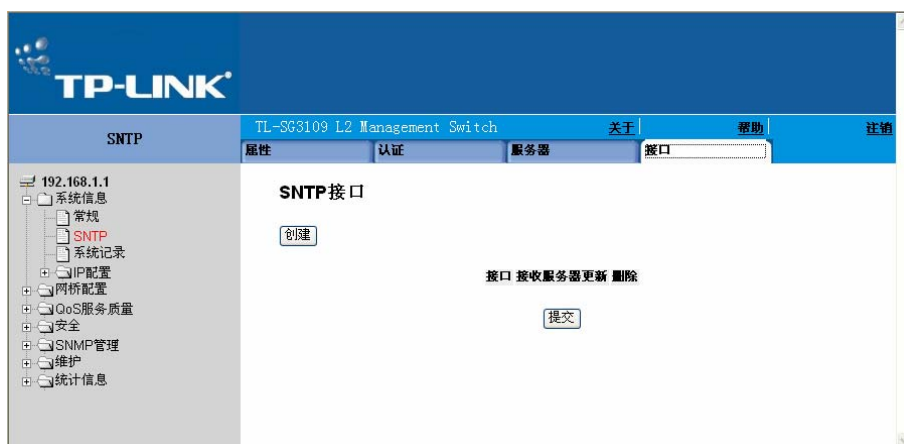 TP-LINK
SNTP
TL-SG3109 L2 Management Switch 关于 帮助 注销
属性 认证 服务器 接口
192.168.1.1
系统信息
常规
SNTP
系统记录
IP配置
网桥配置
QoS服务质量
安全
SNMP管理
维护
统计信息
SNTP接口
创建
接口 接收服务器更新 删除
提交